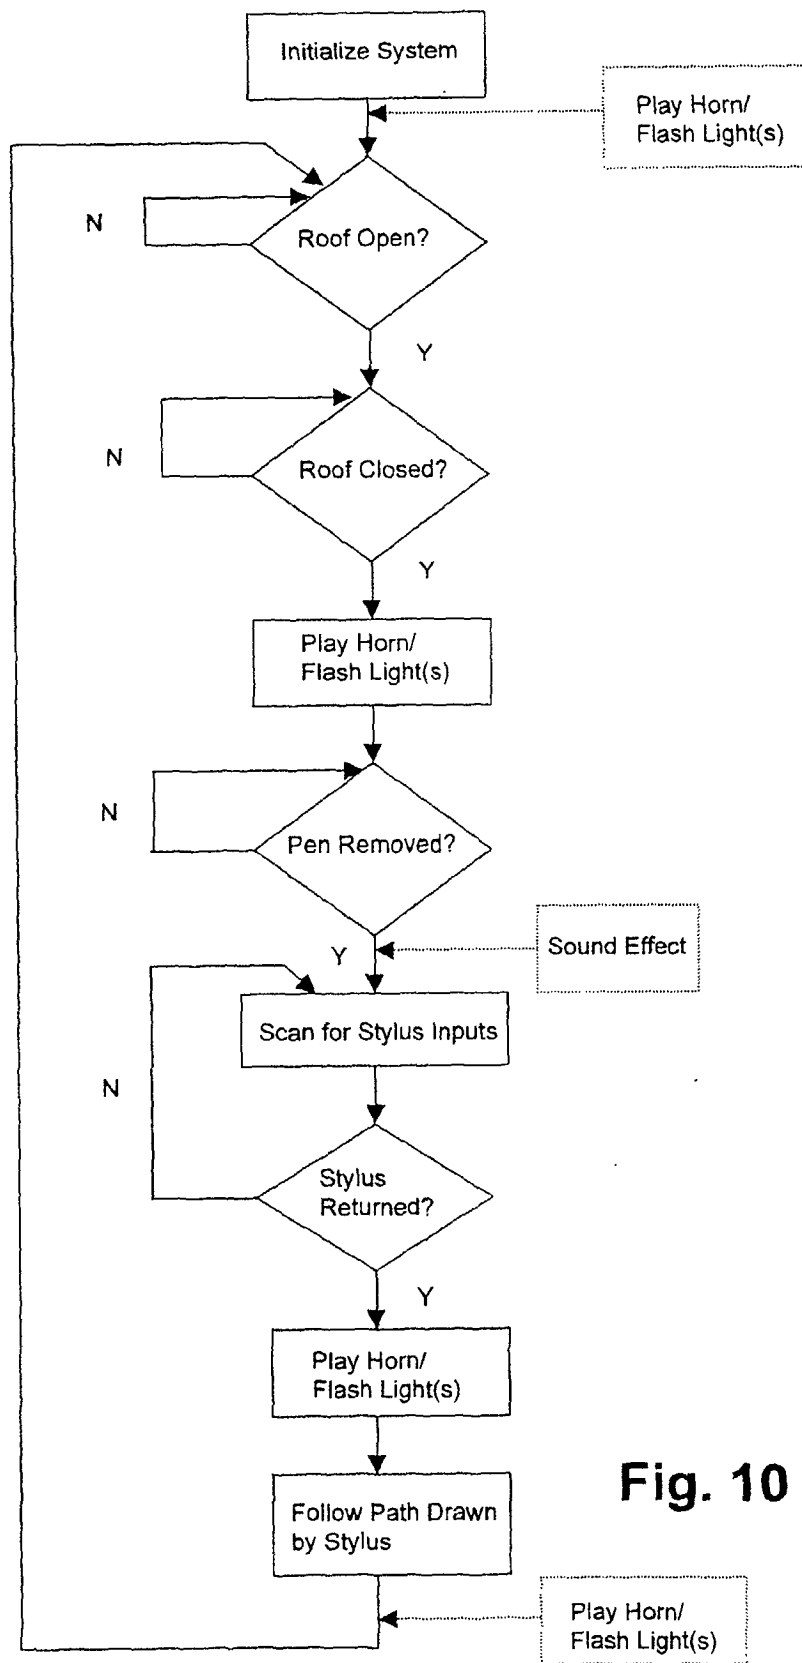 Initialize System
Play Horn/
Flash Light(s)
N
Roof Open?
Y
N
Roof Closed?
Y
Play Horn/
Flash Light(s)
N
Pen Removed?
Y
Sound Effect
Scan for Stylus Inputs
N
Stylus
Returned?
Y
Play Horn/
Flash Light(s)
Fig. 10
Follow Path Drawn
by Stylus
Play Horn/
Flash Light(s)